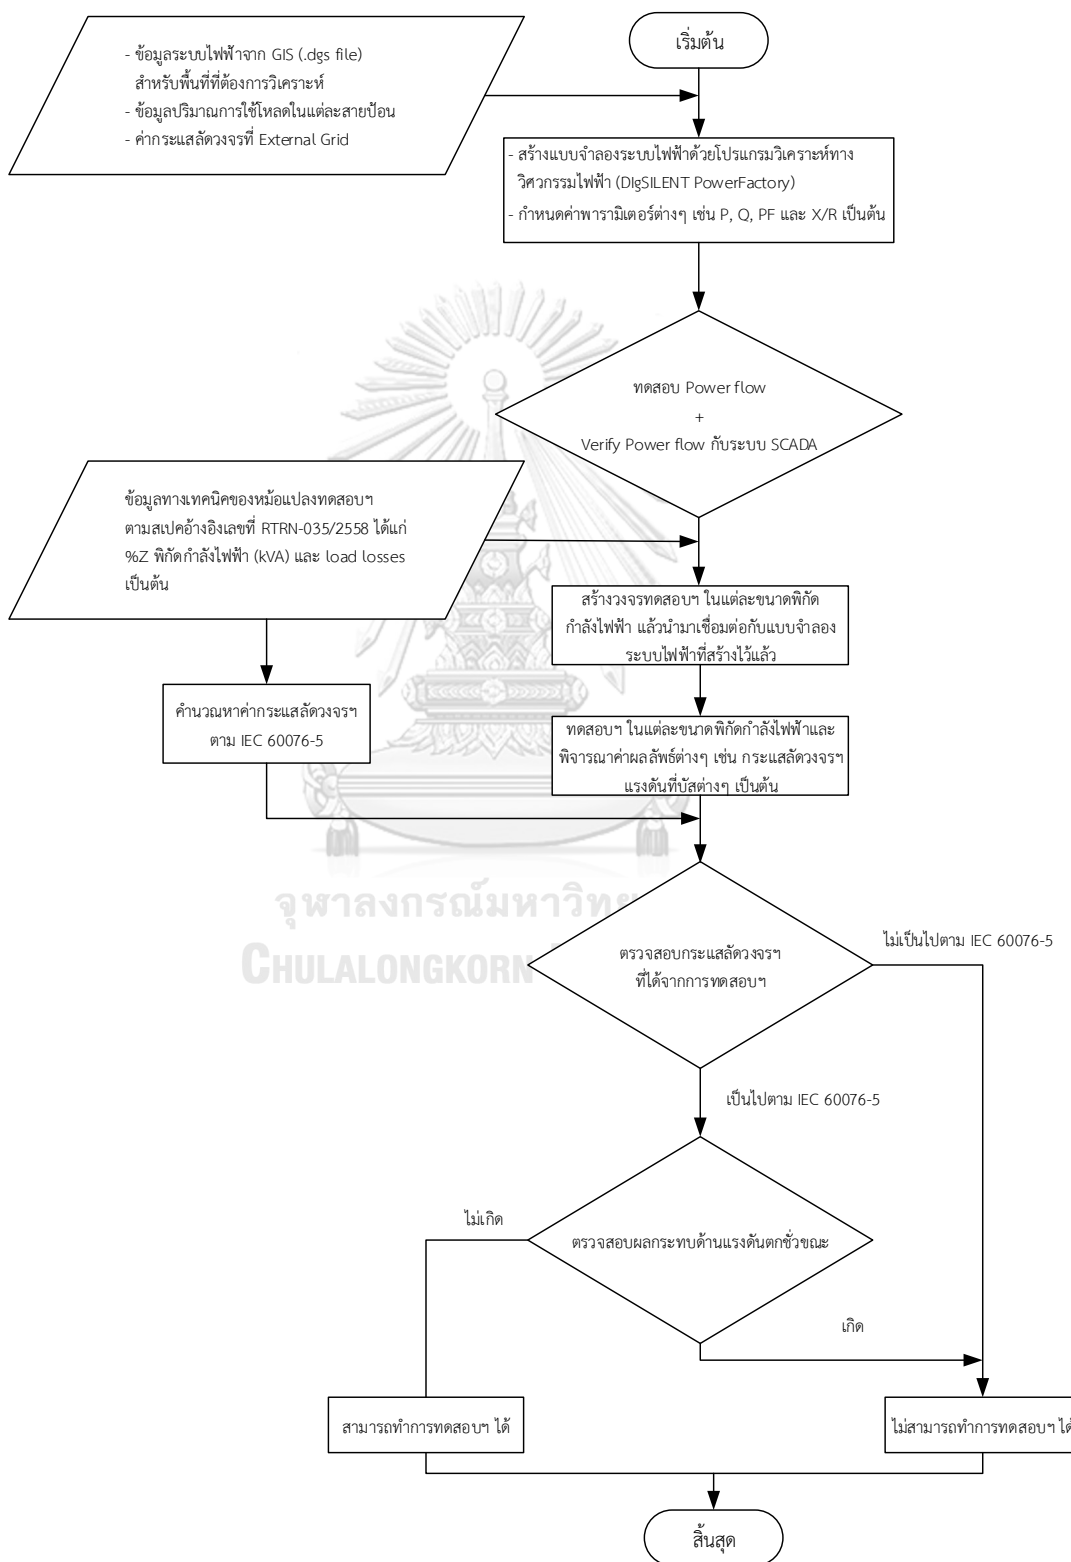 เริ่มต้น
- ข้อมูลระบบไฟฟ้าจาก GIS (.dgs file)
สำหรับพื้นที่ที่ต้องการวิเคราะห์
- ข้อมูลปริมาณการใช้โหลดในแต่ละสายป้อน
- ค่ากระแสลัดวงจรที่ External Grid
- สร้างแบบจำลองระบบไฟฟ้าด้วยโปรแกรมวิเคราะห์ทาง
วิศวกรรมไฟฟ้า (DIgSILENT PowerFactory)
- กำหนดค่าพารามิเตอร์ต่างๆ เช่น P, Q, PF และ X/R เป็นต้น
ทดสอบ Power flow
+
Verify Power flow กับระบบ SCADA
ข้อมูลทางเทคนิคของหม้อแปลงทดสอบฯ
ตามสเปคอ้างอิงเลขที่ RTRN-035/2558 ได้แก่
%Z พิกัดกำลังไฟฟ้า (kVA) และ load losses
เป็นต้น
สร้างวงจรทดสอบฯ ในแต่ละขนาดพิกัด
กำลังไฟฟ้า แล้วนำมาเชื่อมต่อกับแบบจำลอง
ระบบไฟฟ้าที่สร้างไว้แล้ว
คำนวณหาค่ากระแสลัดวงจรฯ
ตาม IEC 60076-5
ทดสอบฯ ในแต่ละขนาดพิกัดกำลังไฟฟ้าและ
พิจารณาค่าผลลัพธ์ต่างๆ เช่น กระแสลัดวงจรฯ
แรงดันที่บัสต่างๆ เป็นต้น
จุฬาลงกรณ์มหาวิทย
CHULALONGKORN
ตรวจสอบกระแสลัดวงจรฯ
ที่ได้จากการทดสอบฯ
ไม่เป็นไปตาม IEC 60076-5
เป็นไปตาม IEC 60076-5
ไม่เกิด
ตรวจสอบผลกระทบด้านแรงดันตกชั่วขณะ
เกิด
สามารถทำการทดสอบฯ ได้
ไม่สามารถทำการทดสอบฯ ได้
สิ้นสุด